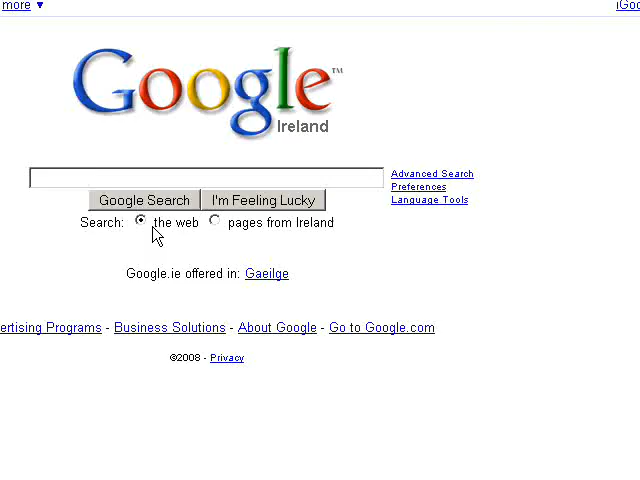 more ▼ iGoo
Google™
Ireland
Advanced Search
Preferences
Language Tools
Google Search I'm Feeling Lucky
Search: the web pages from Ireland
Google.ie offered in: Gaeilge
ertising Programs - Business Solutions - About Google - Go to Google.com
©2008 - Privacy